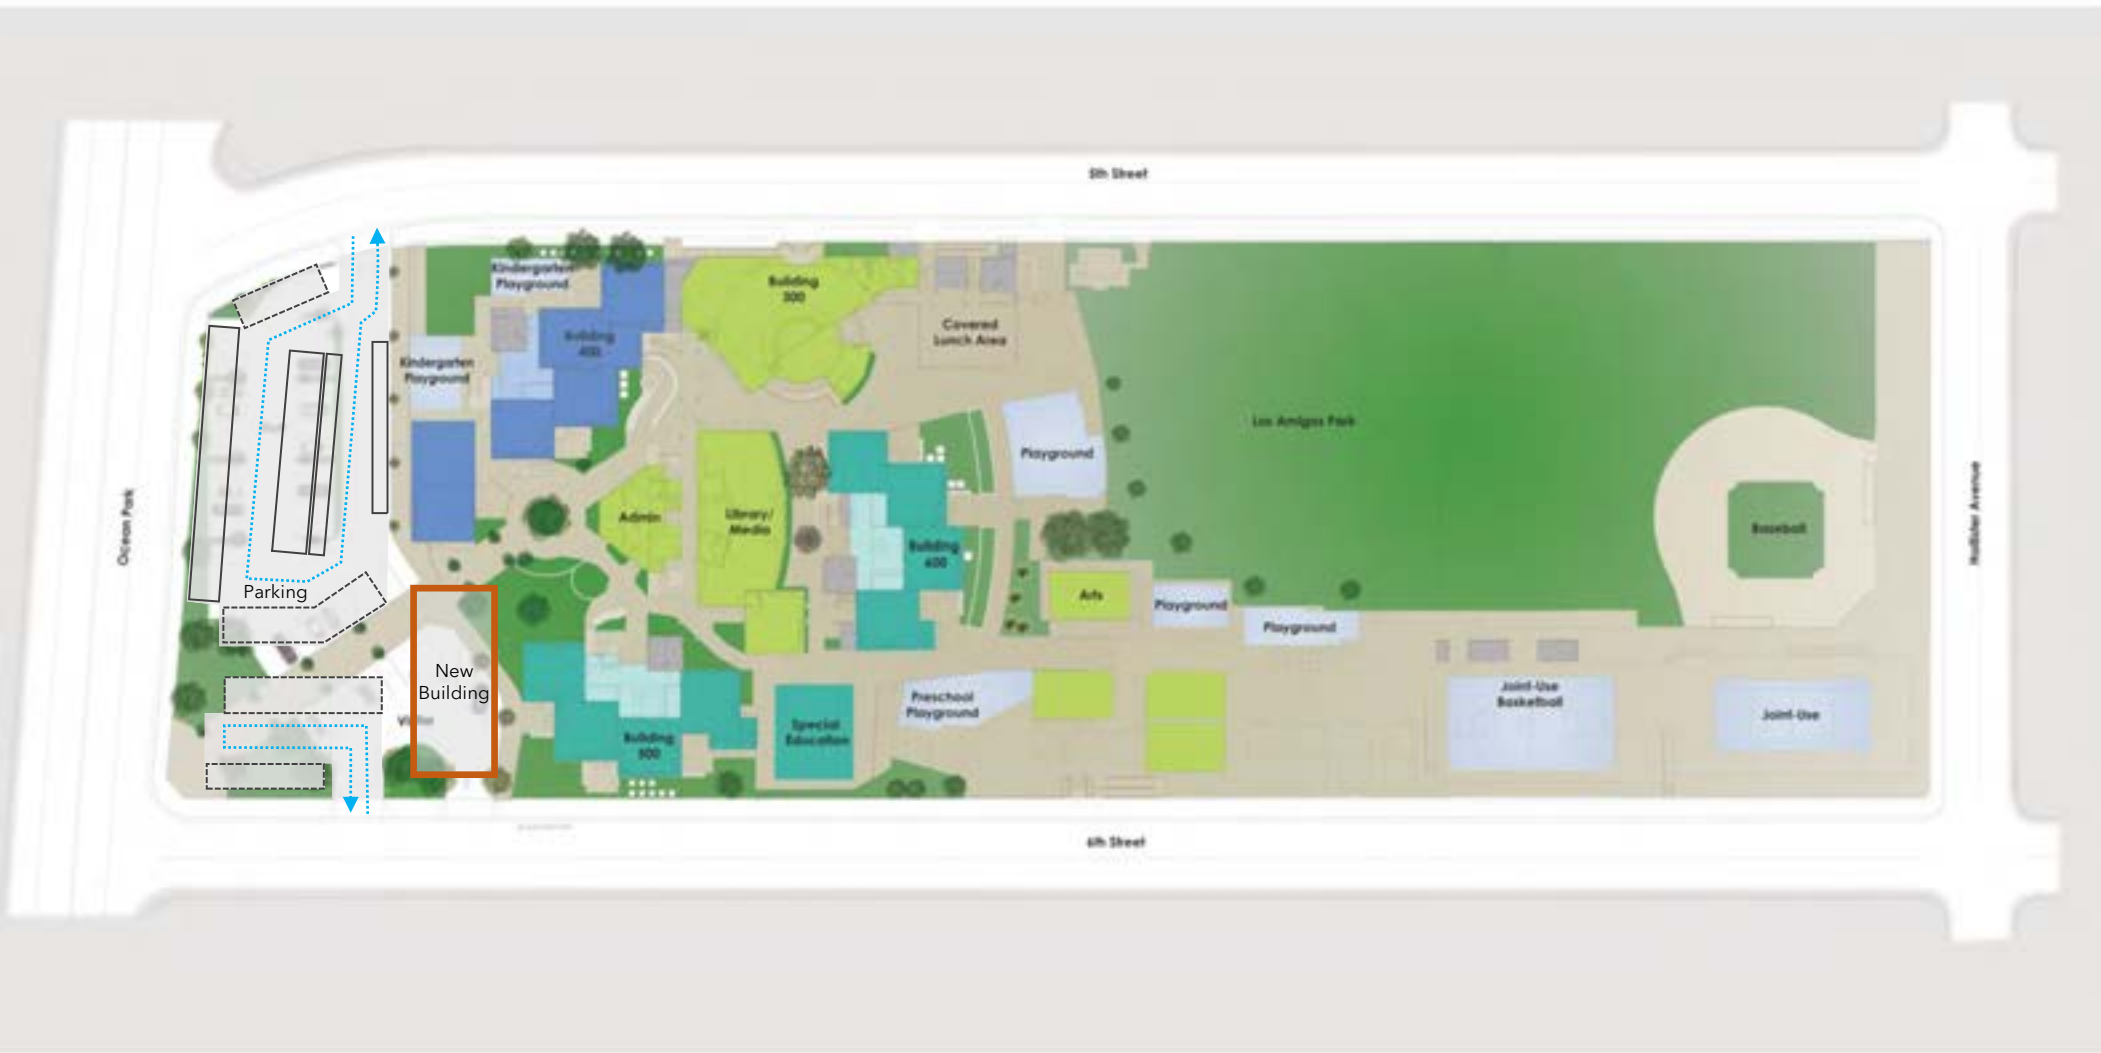 5th Street
Kindergarten
Playground
Building
300
Building
400
Covered
Lunch Area
Kindergarten
Playground
Los Amigos Park
Playground
Ocean Park
Admin
Library/
Media
Building
600
Baseball
Hollister Avenue
Parking
Arts
Playground
Playground
New
Building
Preschool
Playground
Joint-Use
Basketball
Joint-Use
Special
Education
Building
500
6th Street